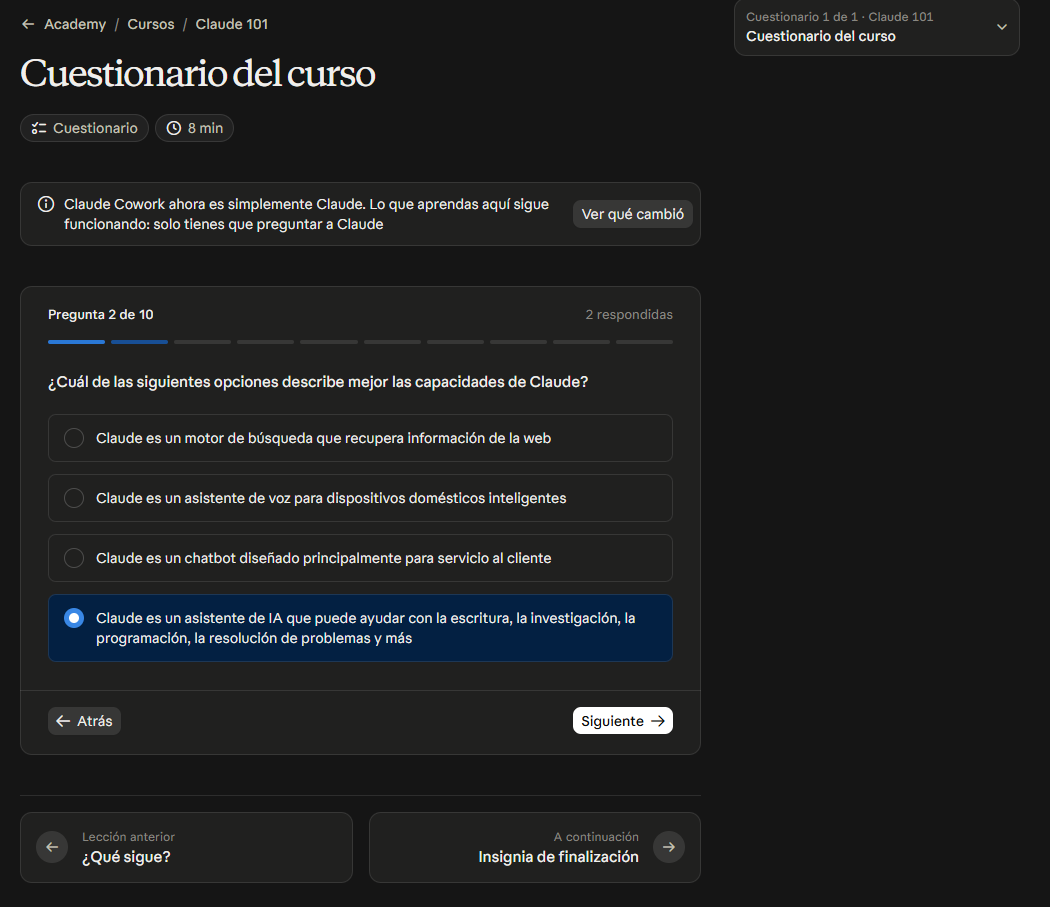 Academy / Cursos / Claude 101
Cuestionario 1 de 1 · Claude 101
Cuestionario del curso
Cuestionario del curso
Cuestionario
8 min
Claude Cowork ahora es simplemente Claude. Lo que aprendas aquí sigue
funcionando: solo tienes que preguntar a Claude
Ver qué cambió
Pregunta 2 de 10
2 respondidas
¿Cuál de las siguientes opciones describe mejor las capacidades de Claude?
Claude es un motor de búsqueda que recupera información de la web
Claude es un asistente de voz para dispositivos domésticos inteligentes
Claude es un chatbot diseñado principalmente para servicio al cliente
Claude es un asistente de IA que puede ayudar con la escritura, la investigación, la
programación, la resolución de problemas y más
Atrás
Siguiente
Lección anterior
¿Qué sigue?
A continuación
Insignia de finalización